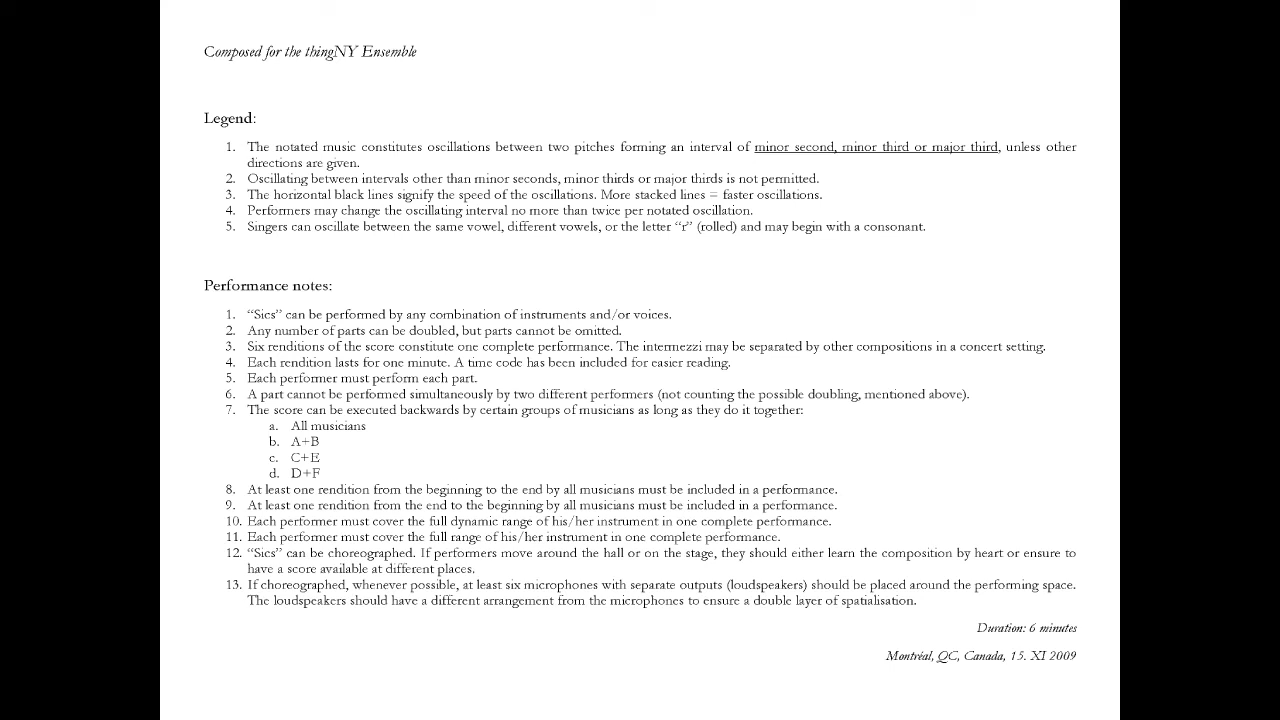 Composed for the thingNY Ensemble
Legend:
1. The notated music constitutes oscillations between two pitches forming an interval of minor second, minor third or major third, unless other
directions are given.
2. Oscillating between intervals other than minor seconds, minor thirds or major thirds is not permitted.
3. The horizontal black lines signify the speed of the oscillations. More stacked lines = faster oscillations.
4. Performers may change the oscillating interval no more than twice per notated oscillation.
5. Singers can oscillate between the same vowel, different vowels, or the letter “r” (rolled) and may begin with a consonant.
Performance notes:
1. “Sics” can be performed by any combination of instruments and/or voices.
2. Any number of parts can be doubled, but parts cannot be omitted.
3. Six renditions of the score constitute one complete performance. The intermezzi may be separated by other compositions in a concert setting.
4. Each rendition lasts for one minute. A time code has been included for easier reading.
5. Each performer must perform each part.
6. A part cannot be performed simultaneously by two different performers (not counting the possible doubling, mentioned above).
7. The score can be executed backwards by certain groups of musicians as long as they do it together:
a. All musicians
b. A+B
c. C+E
d. D+F
8. At least one rendition from the beginning to the end by all musicians must be included in a performance.
9. At least one rendition from the end to the beginning by all musicians must be included in a performance.
10. Each performer must cover the full dynamic range of his/her instrument in one complete performance.
11. Each performer must cover the full range of his/her instrument in one complete performance.
12. “Sics” can be choreographed. If performers move around the hall or on the stage, they should either learn the composition by heart or ensure to
have a score available at different places.
13. If choreographed, whenever possible, at least six microphones with separate outputs (loudspeakers) should be placed around the performing space.
The loudspeakers should have a different arrangement from the microphones to ensure a double layer of spatialisation.
Duration: 6 minutes
Montréal, QC, Canada, 15. XI 2009